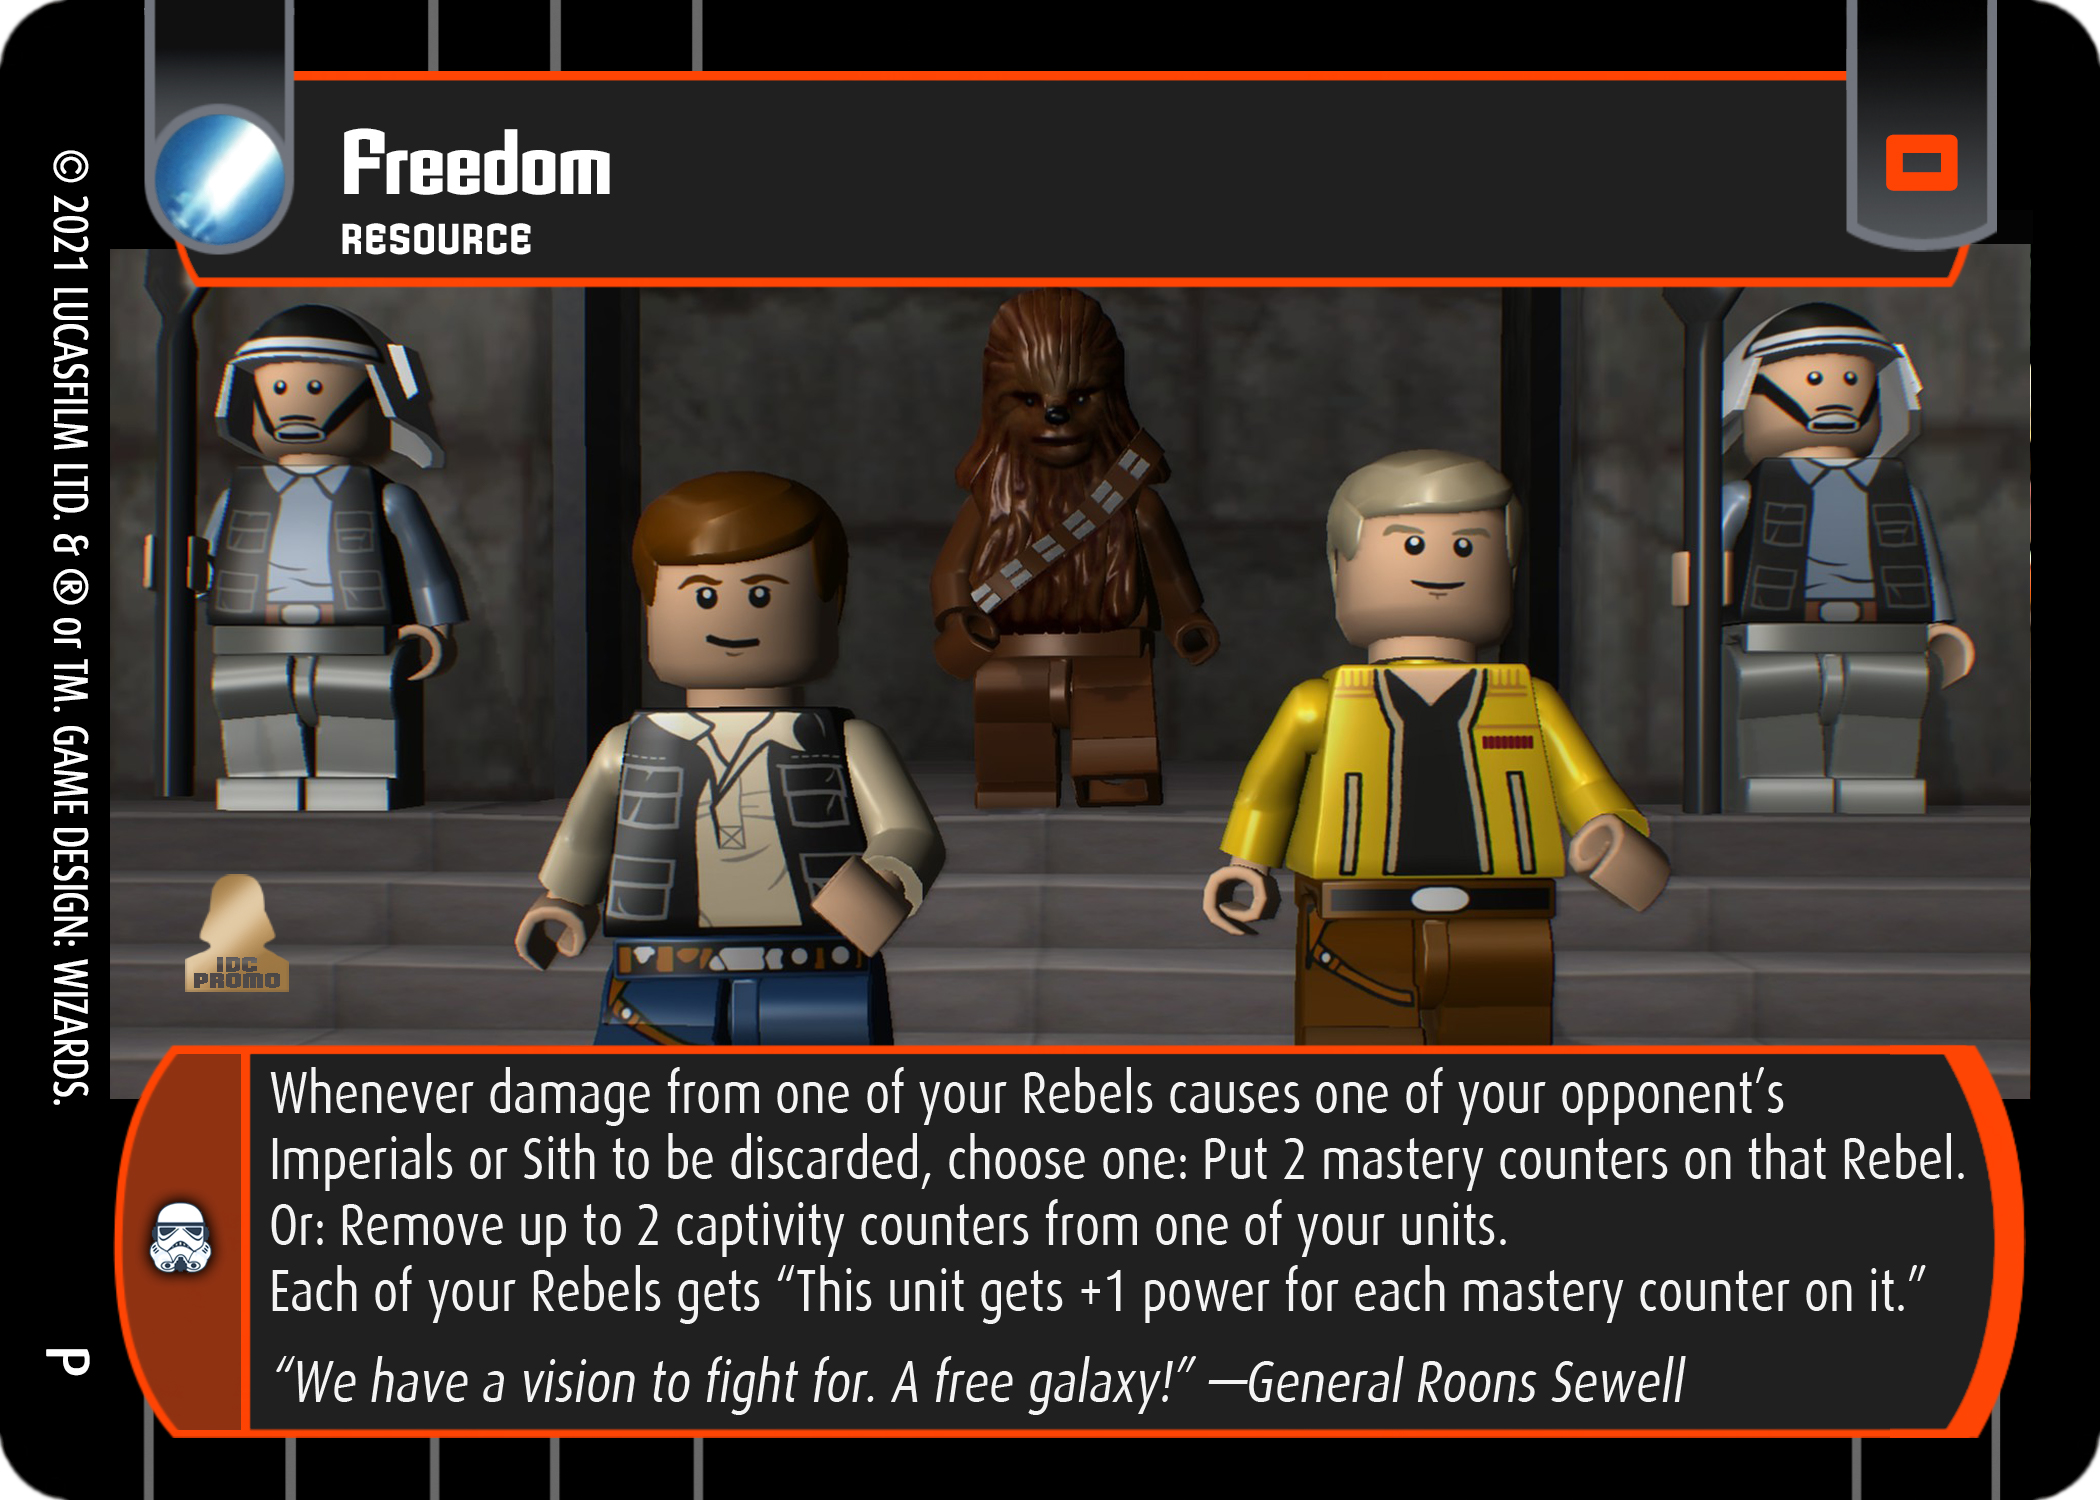 Freedom
RESOURCE
0
© 2021 LUCASFILM LTD. & ® or TM. GAME DESIGN: WIZARDS.
P
IDC
PROMO
Whenever damage from one of your Rebels causes one of your opponent’s
Imperials or Sith to be discarded, choose one: Put 2 mastery counters on that Rebel.
Or: Remove up to 2 captivity counters from one of your units.
Each of your Rebels gets “This unit gets +1 power for each mastery counter on it.”
“We have a vision to fight for. A free galaxy!” —General Roons Sewell